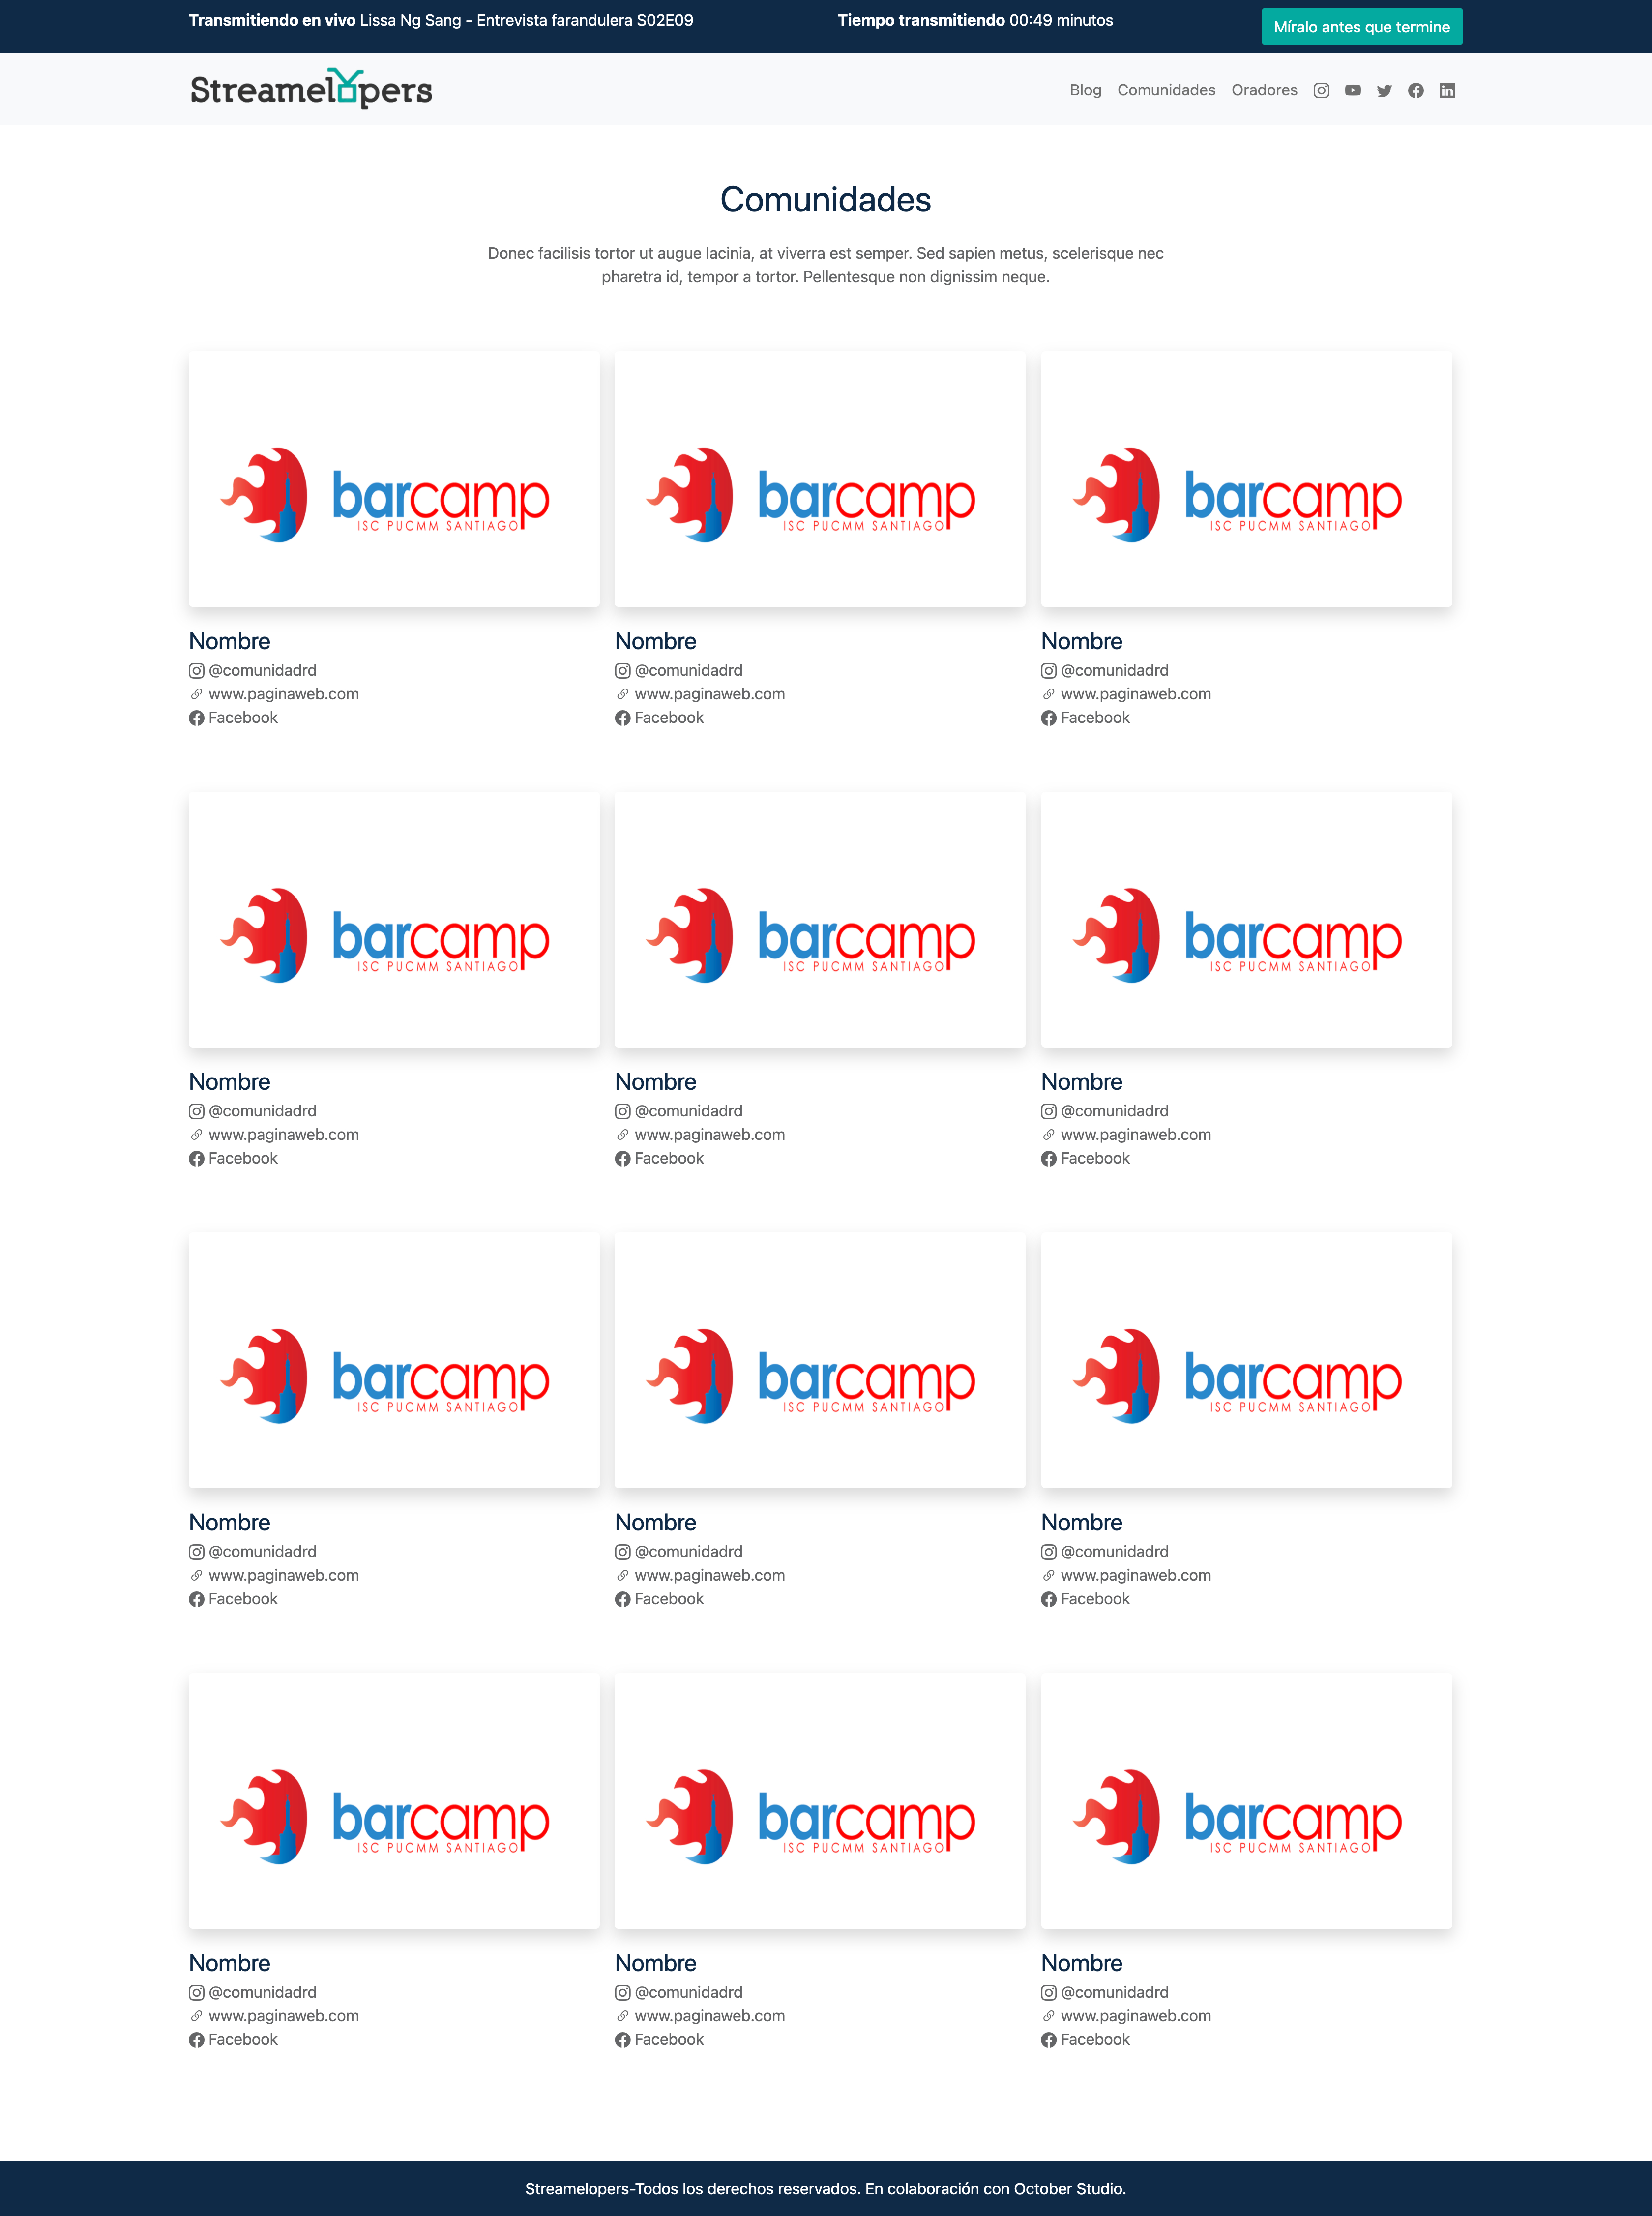 Transmitiendo en vivo Lissa Ng Sang - Entrevista farandulera S02E09
Tiempo transmitiendo 00:49 minutos
Míralo antes que termine
Streamelopers
Blog Comunidades Oradores
Comunidades
Donec facilisis tortor ut augue lacinia, at viverra est semper. Sed sapien metus, scelerisque nec
pharetra id, tempor a tortor. Pellentesque non dignissim neque.
barcamp
ISC PUCMM SANTIAGO
barcamp
ISC PUCMM SANTIAGO
barcamp
ISC PUCMM SANTIAGO
Nombre
@comunidadrd
www.paginaweb.com
Facebook
Nombre
@comunidadrd
www.paginaweb.com
Facebook
Nombre
@comunidadrd
www.paginaweb.com
Facebook
barcamp
ISC PUCMM SANTIAGO
barcamp
ISC PUCMM SANTIAGO
barcamp
ISC PUCMM SANTIAGO
Nombre
@comunidadrd
www.paginaweb.com
Facebook
Nombre
@comunidadrd
www.paginaweb.com
Facebook
Nombre
@comunidadrd
www.paginaweb.com
Facebook
barcamp
ISC PUCMM SANTIAGO
barcamp
ISC PUCMM SANTIAGO
barcamp
ISC PUCMM SANTIAGO
Nombre
@comunidadrd
www.paginaweb.com
Facebook
Nombre
@comunidadrd
www.paginaweb.com
Facebook
Nombre
@comunidadrd
www.paginaweb.com
Facebook
barcamp
ISC PUCMM SANTIAGO
barcamp
ISC PUCMM SANTIAGO
barcamp
ISC PUCMM SANTIAGO
Nombre
@comunidadrd
www.paginaweb.com
Facebook
Nombre
@comunidadrd
www.paginaweb.com
Facebook
Nombre
@comunidadrd
www.paginaweb.com
Facebook
Streamelopers-Todos los derechos reservados. En colaboración con October Studio.